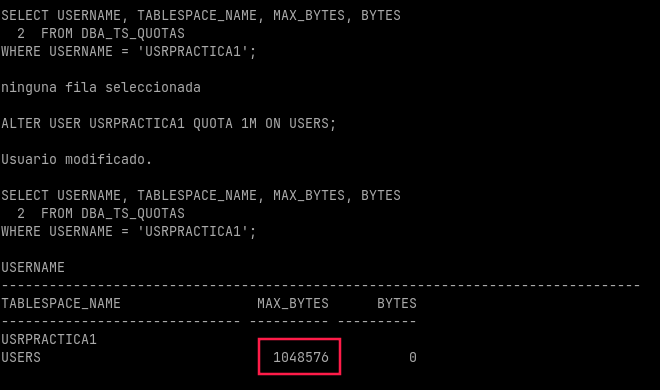 SELECT USERNAME, TABLESPACE_NAME, MAX_BYTES, BYTES
  2  FROM DBA_TS_QUOTAS
WHERE USERNAME = 'USRPRACTICA1';
ninguna fila seleccionada
ALTER USER USRPRACTICA1 QUOTA 1M ON USERS;
Usuario modificado.
SELECT USERNAME, TABLESPACE_NAME, MAX_BYTES, BYTES
  2  FROM DBA_TS_QUOTAS
WHERE USERNAME = 'USRPRACTICA1';
USERNAME
--------------------------------------------------------------------------------
TABLESPACE_NAME                 MAX_BYTES      BYTES
------------------------------ ---------- ----------
USRPRACTICA1
USERS                             1048576          0